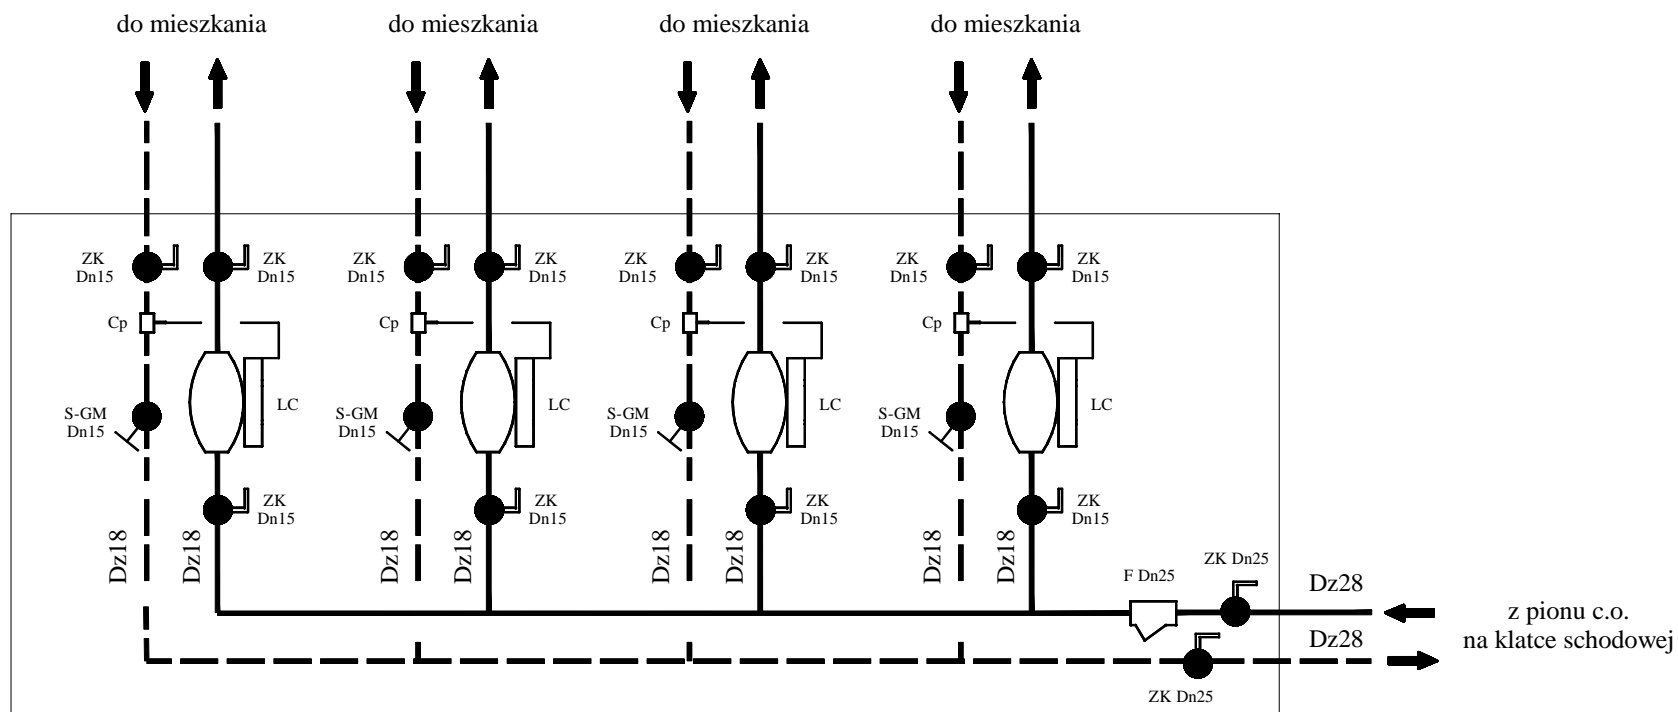 do mieszkania
do mieszkania
do mieszkania
do mieszkania
ZK
Dn15
ZK
Dn15
ZK
Dn15
ZK
Dn15
ZK
Dn15
ZK
Dn15
ZK
Dn15
ZK
Dn15
Cp
Cp
Cp
Cp
LC
LC
LC
LC
S-GM
Dn15
S-GM
Dn15
S-GM
Dn15
S-GM
Dn15
ZK
Dn15
ZK
Dn15
ZK
Dn15
ZK
Dn15
Dz18
Dz18
Dz18
Dz18
Dz18
Dz18
Dz18
Dz18
F Dn25
ZK Dn25
Dz28
z pionu c.o.
na klatce schodowej
Dz28
ZK Dn25